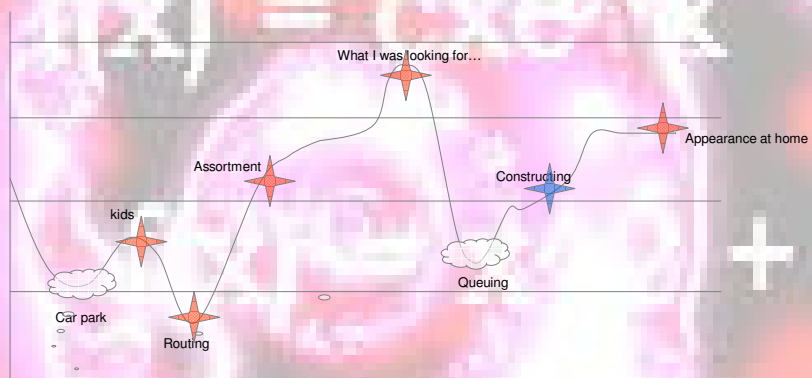 What I was looking for…
Appearance at home
Assortment
Constructing
kids
Queuing
Car park
Routing